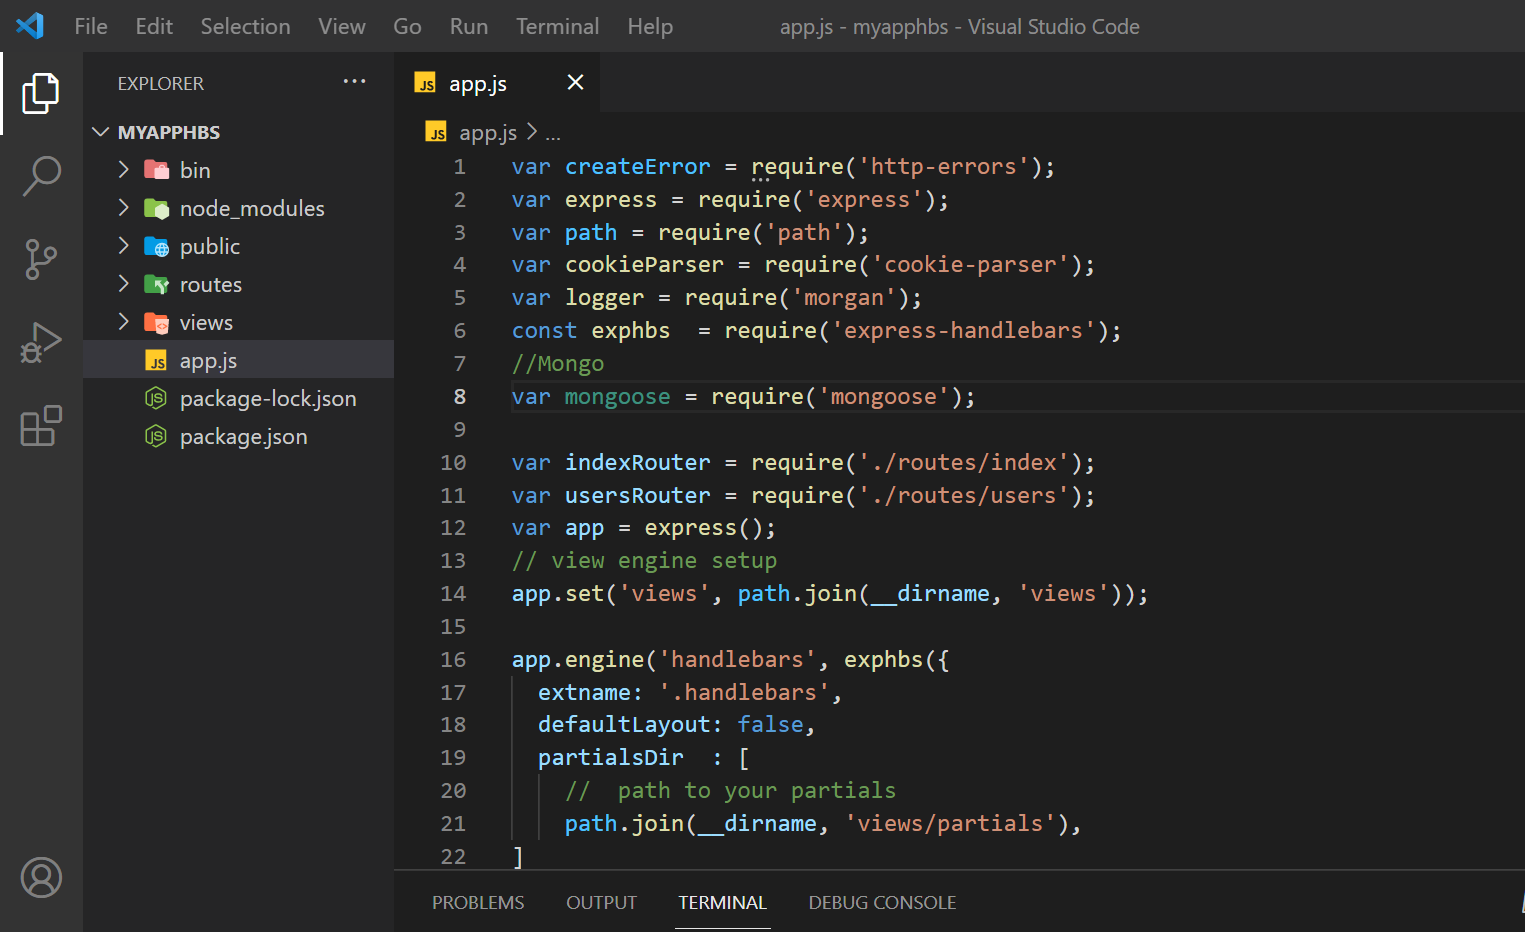 File Edit Selection View Go Run Terminal Help app.js - myapphbs - Visual Studio Code
EXPLORER ···
MYAPPHBS
bin
node_modules
public
routes
views
JS app.js
JS package-lock.json
JS package.json
JS app.js
JS app.js > ...
1 var createError = require('http-errors');
2 var express = require('express');
3 var path = require('path');
4 var cookieParser = require('cookie-parser');
5 var logger = require('morgan');
6 const exphbs  = require('express-handlebars');
7 //Mongo
8 var mongoose = require('mongoose');
9
10 var indexRouter = require('./routes/index');
11 var usersRouter = require('./routes/users');
12 var app = express();
13 // view engine setup
14 app.set('views', path.join(__dirname, 'views'));
15
16 app.engine('handlebars', exphbs({
17   extname: '.handlebars',
18   defaultLayout: false,
19   partialsDir  : [
20     //  path to your partials
21     path.join(__dirname, 'views/partials'),
22 ]
PROBLEMS OUTPUT TERMINAL DEBUG CONSOLE